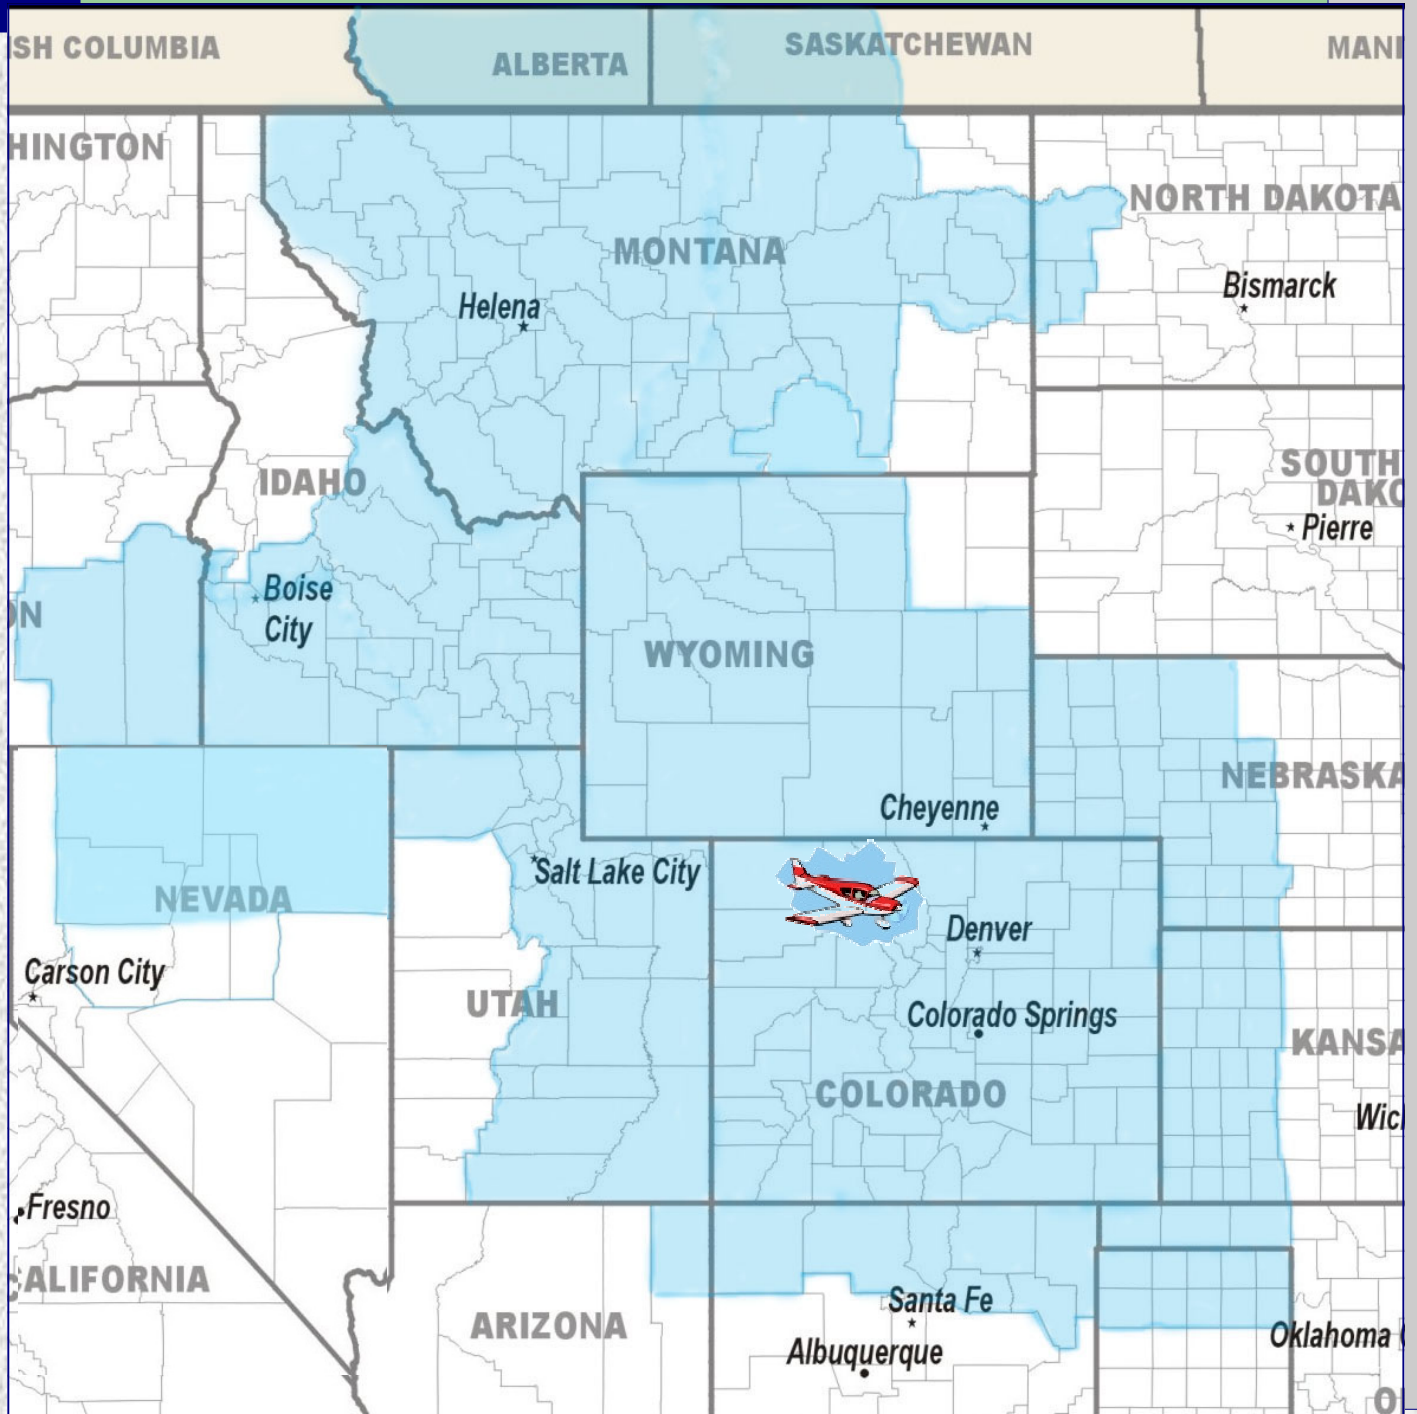 SH COLUMBIA
ALBERTA
SASKATCHEWAN
MANI
HINGTON
NORTH DAKOTA
MONTANA
Bismarck
Helena
IDAHO
SOUTH
DAKO
Pierre
Boise
City
ON
WYOMING
NEBRASKA
Cheyenne
NEVADA
Salt Lake City
Denver
Carson City
UTAH
Colorado Springs
KANSA
COLORADO
Wic
Fresno
ALIFORNIA
Santa Fe
ARIZONA
Oklahoma
Albuquerque
O